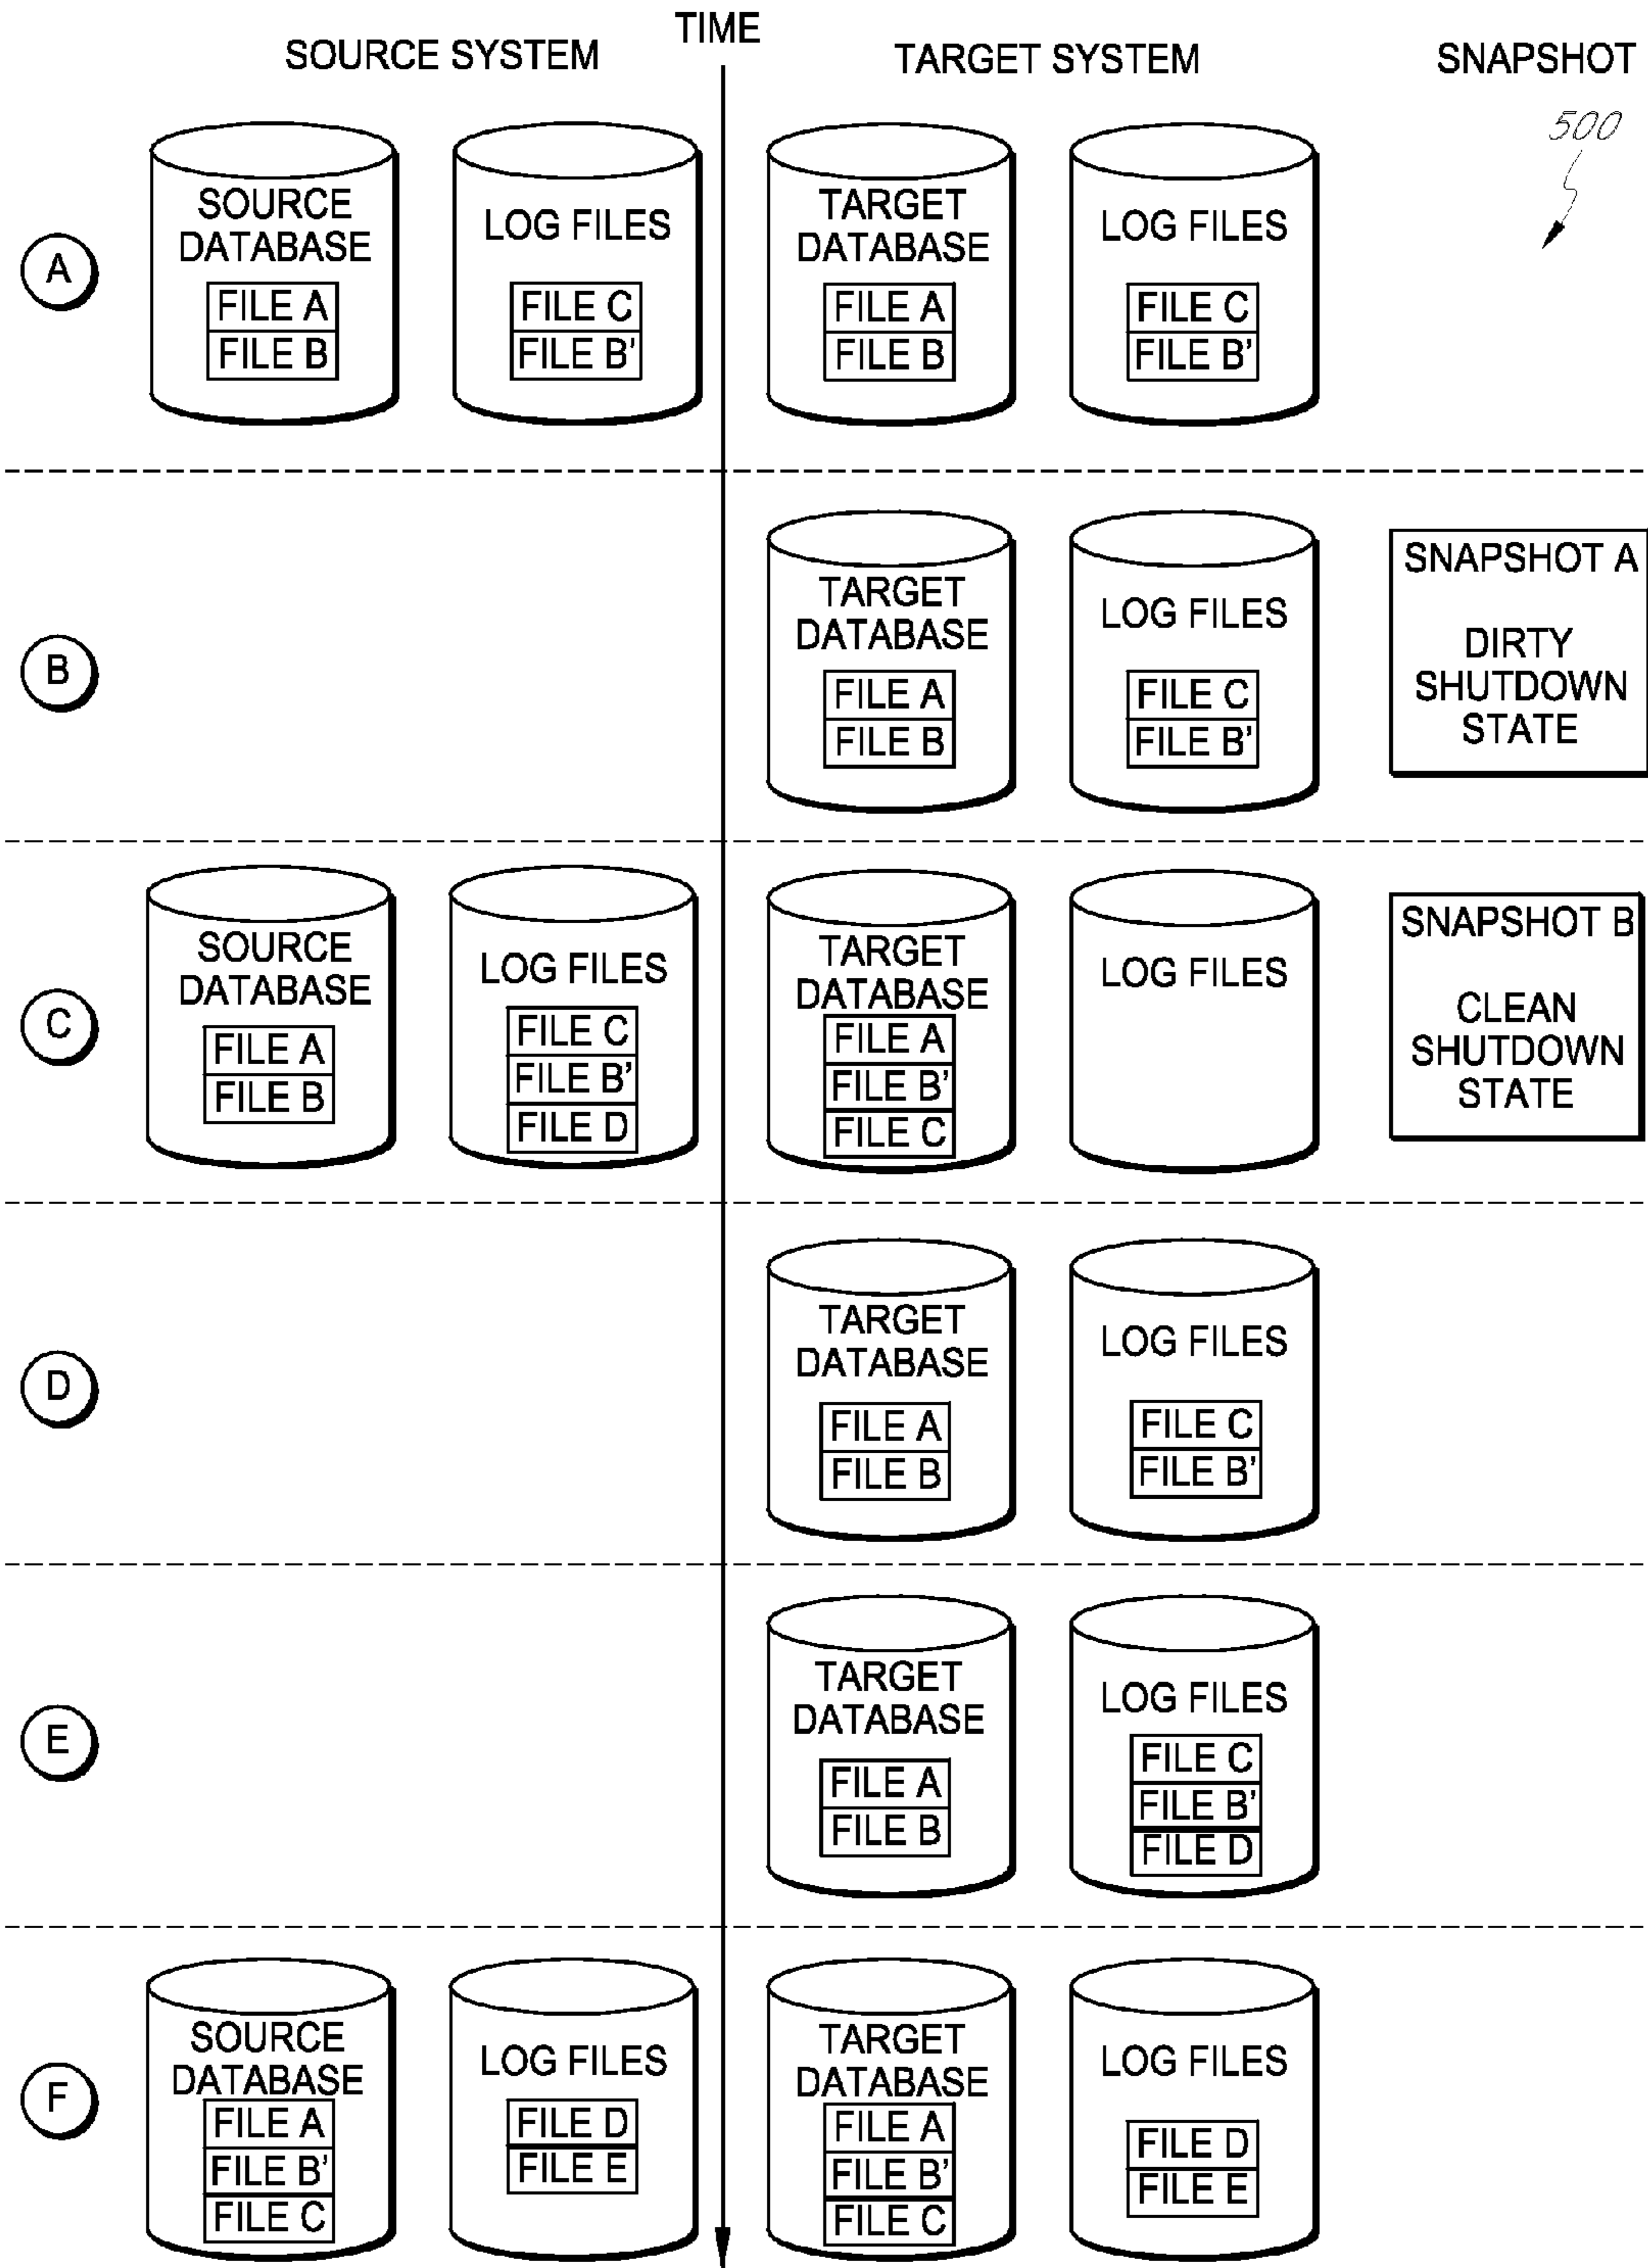 TIME
SOURCE SYSTEM
TARGET SYSTEM
SNAPSHOT
500
A
SOURCE
DATABASE
FILE A
FILE B
LOG FILES
FILE C
FILE B'
TARGET
DATABASE
FILE A
FILE B
LOG FILES
FILE C
FILE B'
B
TARGET
DATABASE
FILE A
FILE B
LOG FILES
FILE C
FILE B'
SNAPSHOT A
DIRTY
SHUTDOWN
STATE
C
SOURCE
DATABASE
FILE A
FILE B
LOG FILES
FILE C
FILE B'
FILE D
TARGET
DATABASE
FILE A
FILE B'
FILE C
LOG FILES
SNAPSHOT B
CLEAN
SHUTDOWN
STATE
D
TARGET
DATABASE
FILE A
FILE B
LOG FILES
FILE C
FILE B'
E
TARGET
DATABASE
FILE A
FILE B
LOG FILES
FILE C
FILE B'
FILE D
F
SOURCE
DATABASE
FILE A
FILE B'
FILE C
LOG FILES
FILE D
FILE E
TARGET
DATABASE
FILE A
FILE B'
FILE C
LOG FILES
FILE D
FILE E